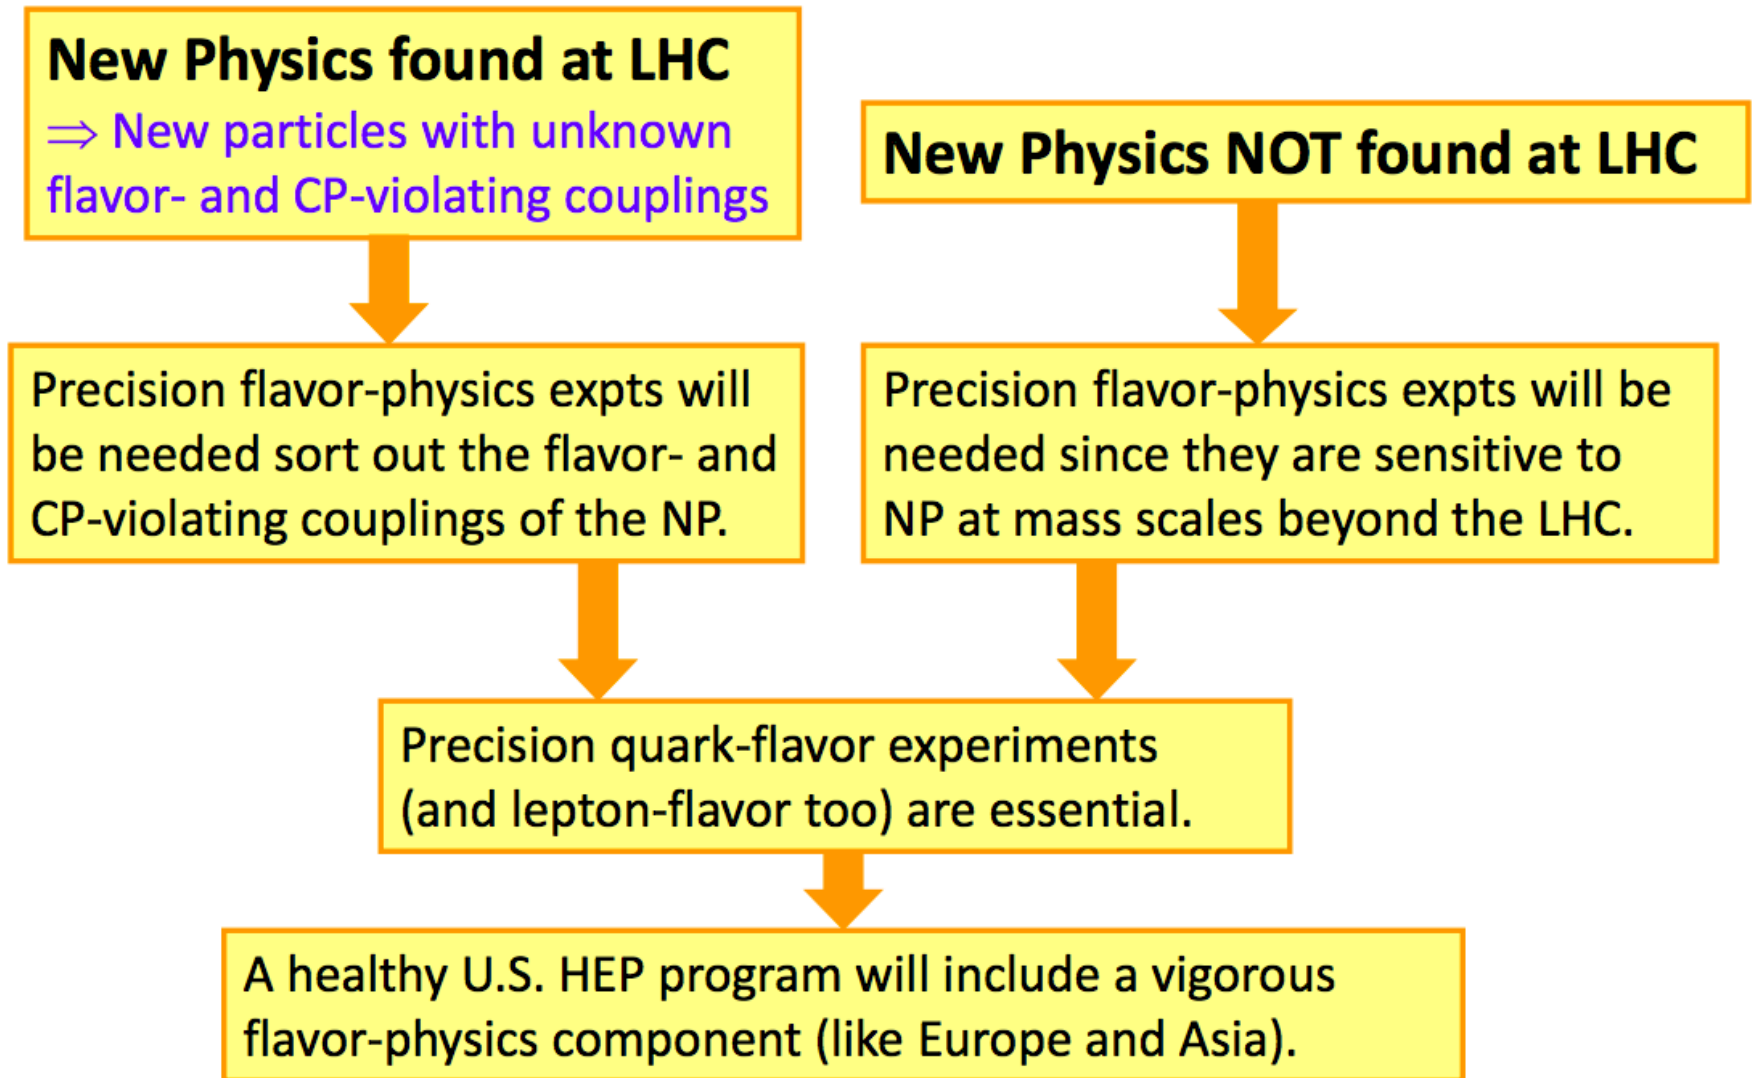 New Physics found at LHC
⇒ New particles with unknown
flavor- and CP-violating couplings
New Physics NOT found at LHC
Precision flavor-physics expts will
be needed sort out the flavor- and
CP-violating couplings of the NP.
Precision flavor-physics expts will be
needed since they are sensitive to
NP at mass scales beyond the LHC.
Precision quark-flavor experiments
(and lepton-flavor too) are essential.
A healthy U.S. HEP program will include a vigorous
flavor-physics component (like Europe and Asia).